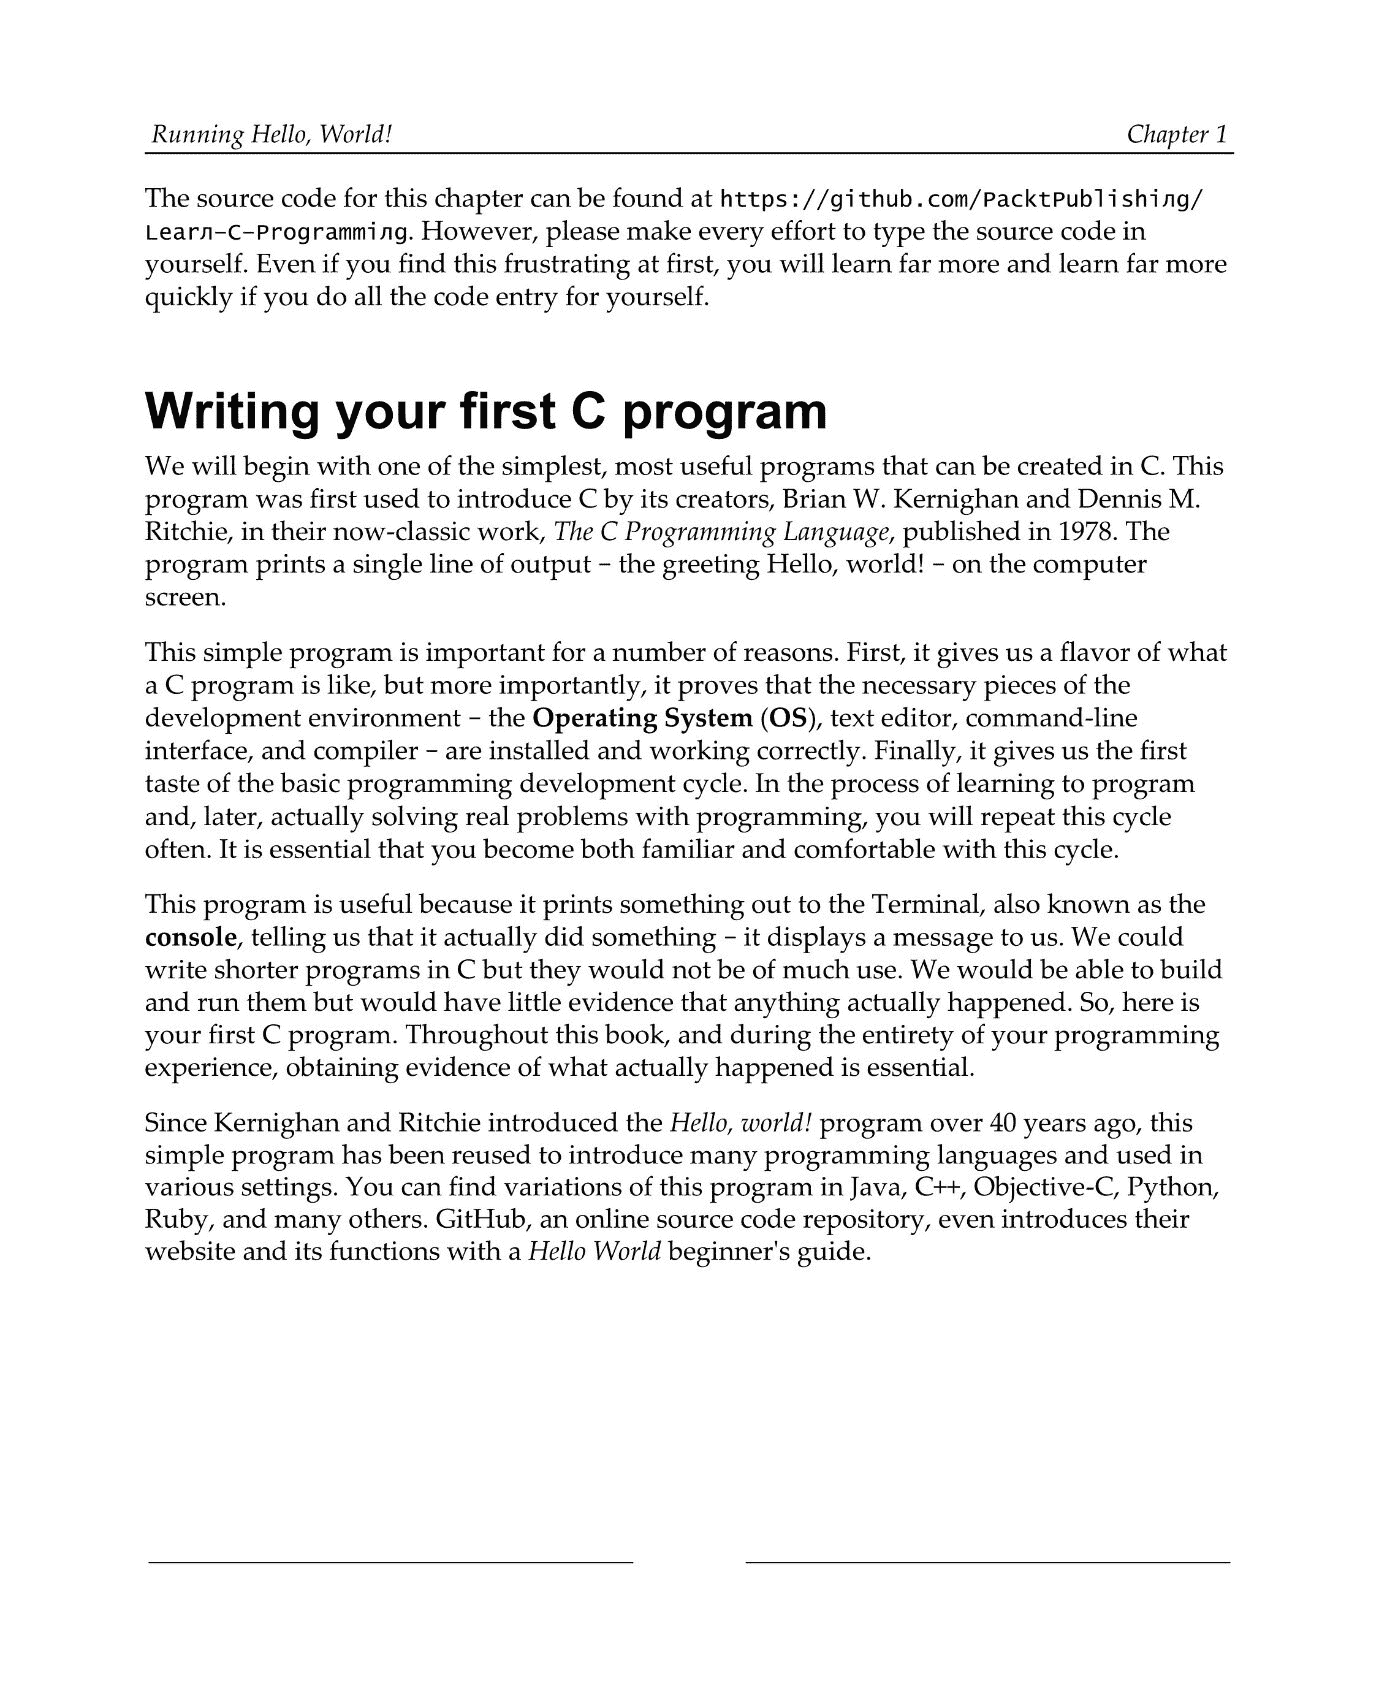 Running Hello, World! Chapter 1
The source code for this chapter can be found at https://github.com/PacktPublishiлg/
Learл–C–Programmiлg. However, please make every effort to type the source code in
yourself. Even if you find this frustrating at first, you will learn far more and learn far more
quickly if you do all the code entry for yourself.
Writing your first C program
We will begin with one of the simplest, most useful programs that can be created in C. This
program was first used to introduce C by its creators, Brian W. Kernighan and Dennis M.
Ritchie, in their now-classic work, The C Programming Language, published in 1978. The
program prints a single line of output – the greeting Hello, world! – on the computer
screen.
This simple program is important for a number of reasons. First, it gives us a flavor of what
a C program is like, but more importantly, it proves that the necessary pieces of the
development environment – the Operating System (OS), text editor, command-line
interface, and compiler – are installed and working correctly. Finally, it gives us the first
taste of the basic programming development cycle. In the process of learning to program
and, later, actually solving real problems with programming, you will repeat this cycle
often. It is essential that you become both familiar and comfortable with this cycle.
This program is useful because it prints something out to the Terminal, also known as the
console, telling us that it actually did something – it displays a message to us. We could
write shorter programs in C but they would not be of much use. We would be able to build
and run them but would have little evidence that anything actually happened. So, here is
your first C program. Throughout this book, and during the entirety of your programming
experience, obtaining evidence of what actually happened is essential.
Since Kernighan and Ritchie introduced the Hello, world! program over 40 years ago, this
simple program has been reused to introduce many programming languages and used in
various settings. You can find variations of this program in Java, C++, Objective-C, Python,
Ruby, and many others. GitHub, an online source code repository, even introduces their
website and its functions with a Hello World beginner's guide.